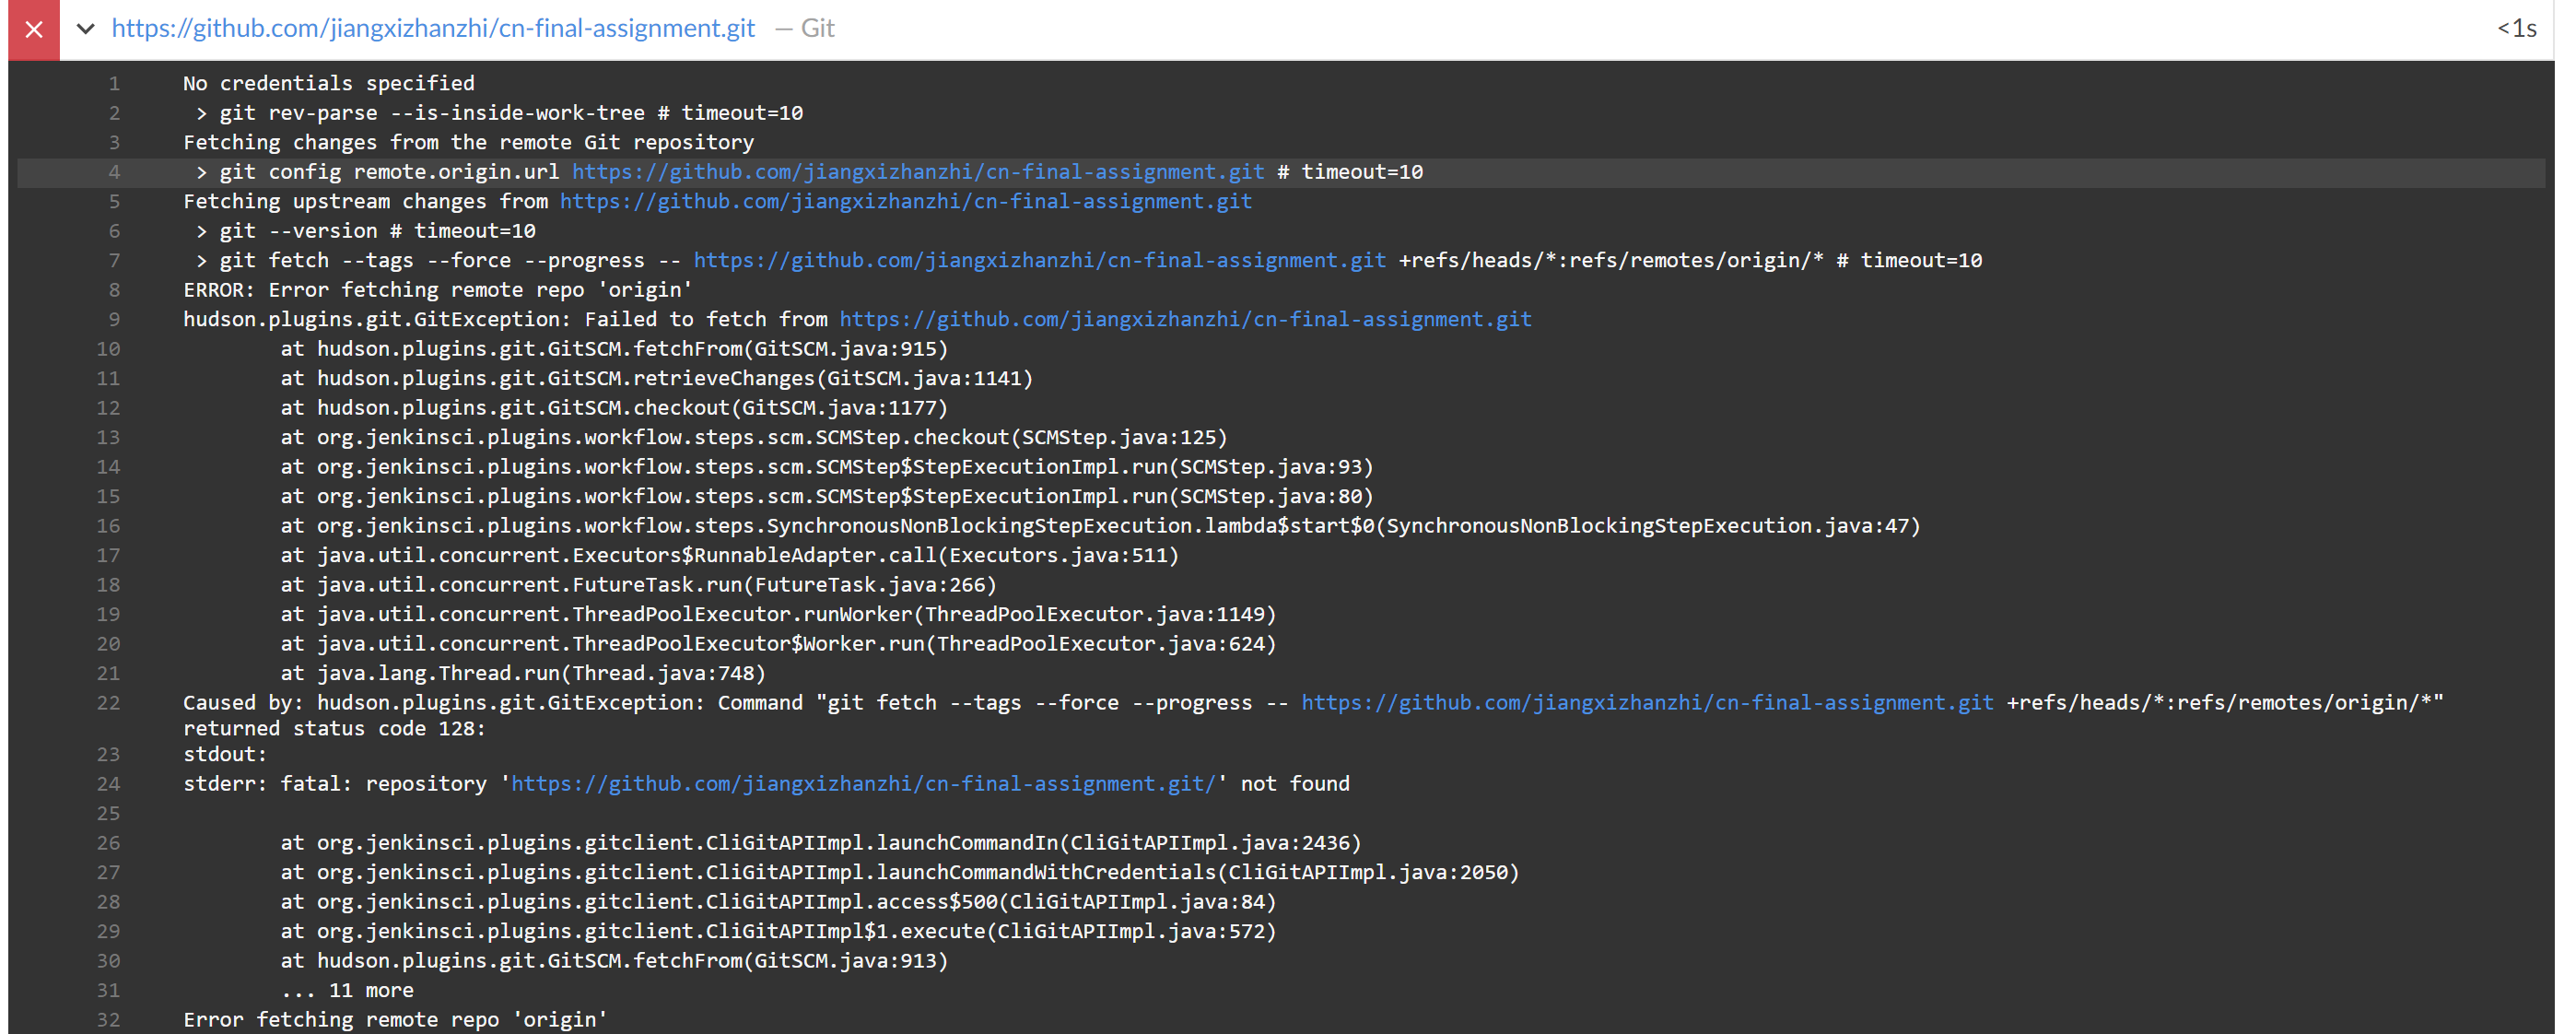 https://github.com/jiangxizhanzhi/cn-final-assignment.git — Git <1s
1 No credentials specified
2 > git rev-parse --is-inside-work-tree # timeout=10
3 Fetching changes from the remote Git repository
4 > git config remote.origin.url https://github.com/jiangxizhanzhi/cn-final-assignment.git # timeout=10
5 Fetching upstream changes from https://github.com/jiangxizhanzhi/cn-final-assignment.git
6 > git --version # timeout=10
7 > git fetch --tags --force --progress -- https://github.com/jiangxizhanzhi/cn-final-assignment.git +refs/heads/*:refs/remotes/origin/* # timeout=10
8 ERROR: Error fetching remote repo 'origin'
9 hudson.plugins.git.GitException: Failed to fetch from https://github.com/jiangxizhanzhi/cn-final-assignment.git
10 at hudson.plugins.git.GitSCM.fetchFrom(GitSCM.java:915)
11 at hudson.plugins.git.GitSCM.retrieveChanges(GitSCM.java:1141)
12 at hudson.plugins.git.GitSCM.checkout(GitSCM.java:1177)
13 at org.jenkinsci.plugins.workflow.steps.scm.SCMStep.checkout(SCMStep.java:125)
14 at org.jenkinsci.plugins.workflow.steps.scm.SCMStep$StepExecutionImpl.run(SCMStep.java:93)
15 at org.jenkinsci.plugins.workflow.steps.scm.SCMStep$StepExecutionImpl.run(SCMStep.java:80)
16 at org.jenkinsci.plugins.workflow.steps.SynchronousNonBlockingStepExecution.lambda$start$0(SynchronousNonBlockingStepExecution.java:47)
17 at java.util.concurrent.Executors$RunnableAdapter.call(Executors.java:511)
18 at java.util.concurrent.FutureTask.run(FutureTask.java:266)
19 at java.util.concurrent.ThreadPoolExecutor.runWorker(ThreadPoolExecutor.java:1149)
20 at java.util.concurrent.ThreadPoolExecutor$Worker.run(ThreadPoolExecutor.java:624)
21 at java.lang.Thread.run(Thread.java:748)
22 Caused by: hudson.plugins.git.GitException: Command "git fetch --tags --force --progress -- https://github.com/jiangxizhanzhi/cn-final-assignment.git +refs/heads/*:refs/remotes/origin/*"
returned status code 128:
23 stdout:
24 stderr: fatal: repository 'https://github.com/jiangxizhanzhi/cn-final-assignment.git/' not found
25
26 at org.jenkinsci.plugins.gitclient.CliGitAPIImpl.launchCommandIn(CliGitAPIImpl.java:2436)
27 at org.jenkinsci.plugins.gitclient.CliGitAPIImpl.launchCommandWithCredentials(CliGitAPIImpl.java:2050)
28 at org.jenkinsci.plugins.gitclient.CliGitAPIImpl.access$500(CliGitAPIImpl.java:84)
29 at org.jenkinsci.plugins.gitclient.CliGitAPIImpl$1.execute(CliGitAPIImpl.java:572)
30 at hudson.plugins.git.GitSCM.fetchFrom(GitSCM.java:913)
31 ... 11 more
32 Error fetching remote repo 'origin'